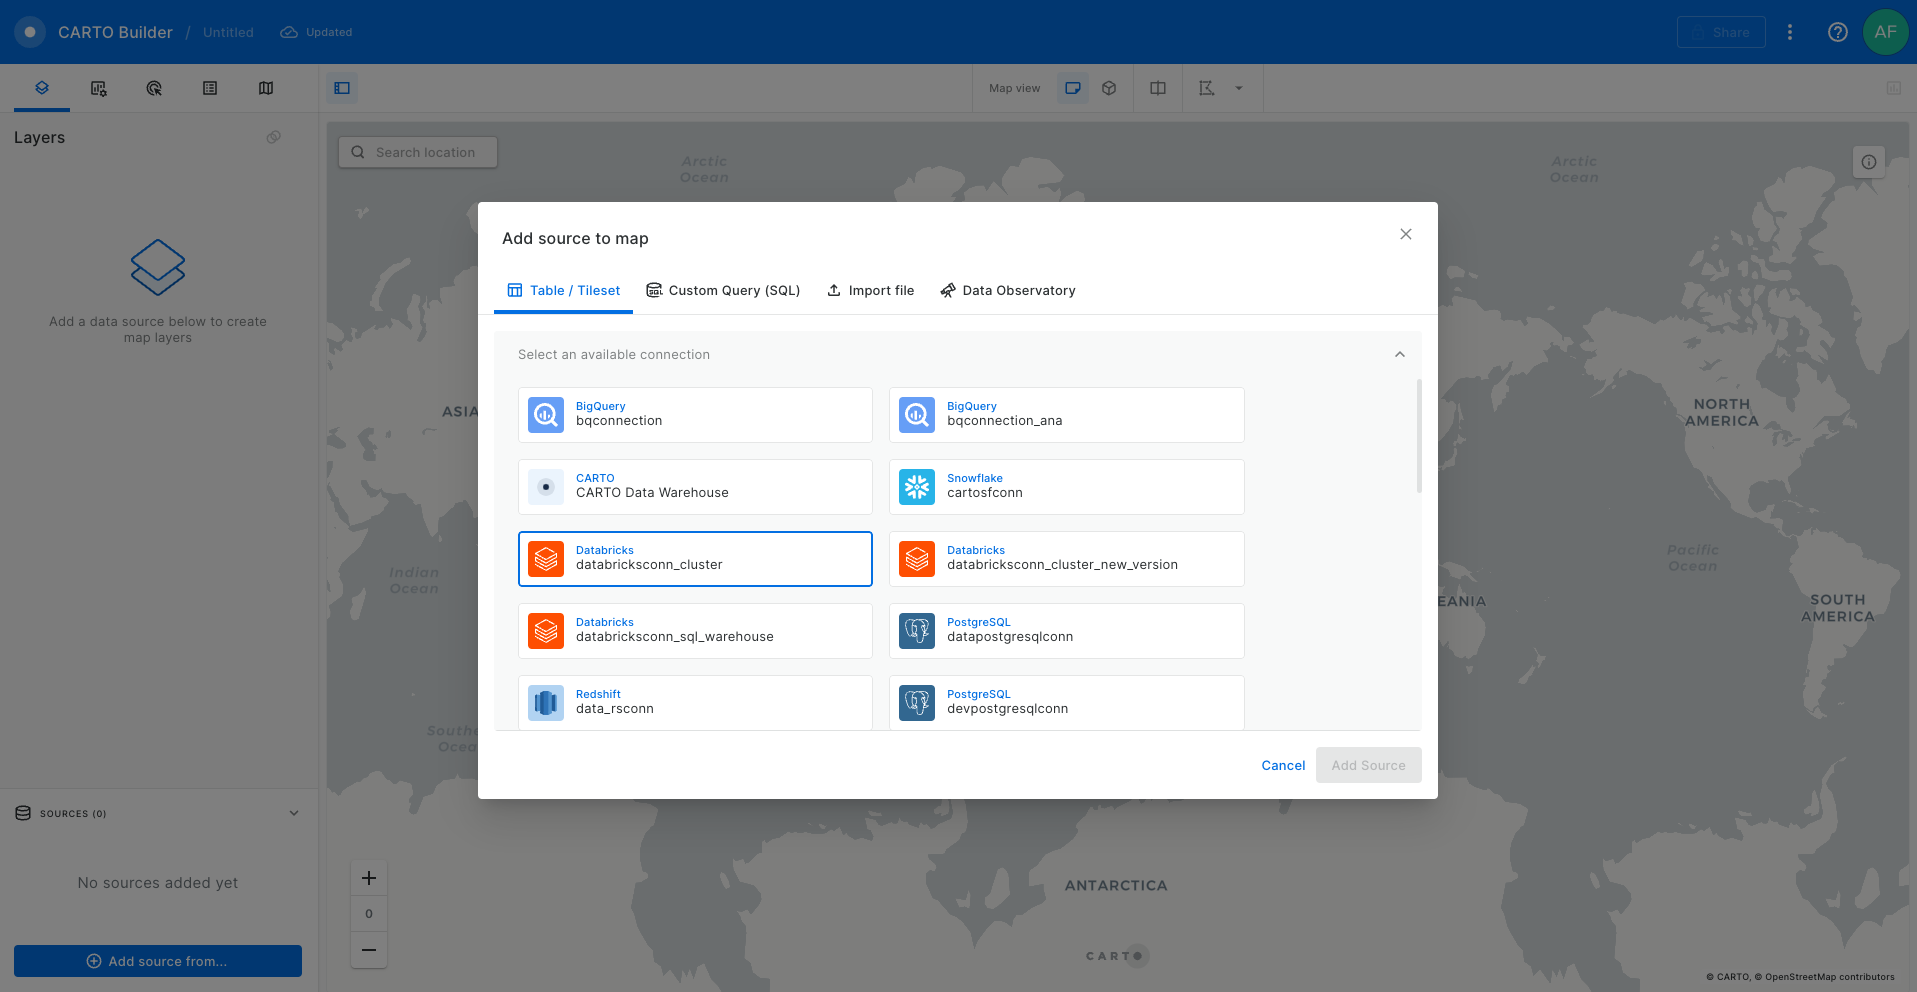 CARTO Builder / Untitled Updated
Share
AF
Map view
Layers
Search location
Arctic
Ocean
Arctic
Ocean
Add a data source below to create
map layers
Add source to map
Table / Tileset
Custom Query (SQL)
Import file
Data Observatory
Select an available connection
BigQuery
bqconnection
BigQuery
bqconnection_ana
CARTO
CARTO Data Warehouse
Snowflake
cartosfconn
Databricks
databricksconn_cluster
Databricks
databricksconn_cluster_new_version
Databricks
databricksconn_sql_warehouse
PostgreSQL
datapostgresqlconn
Redshift
data_rsconn
PostgreSQL
devpostgresqlconn
Cancel
Add Source
ASIA
NORTH
AMERICA
Indian
Ocean
Pacific
Ocean
EANIA
SOUTH
AMERICA
Southe
Ocea
SOURCES (0)
No sources added yet
Add source from...
0
ANTARCTICA
CARTO
© CARTO, © OpenStreetMap contributors